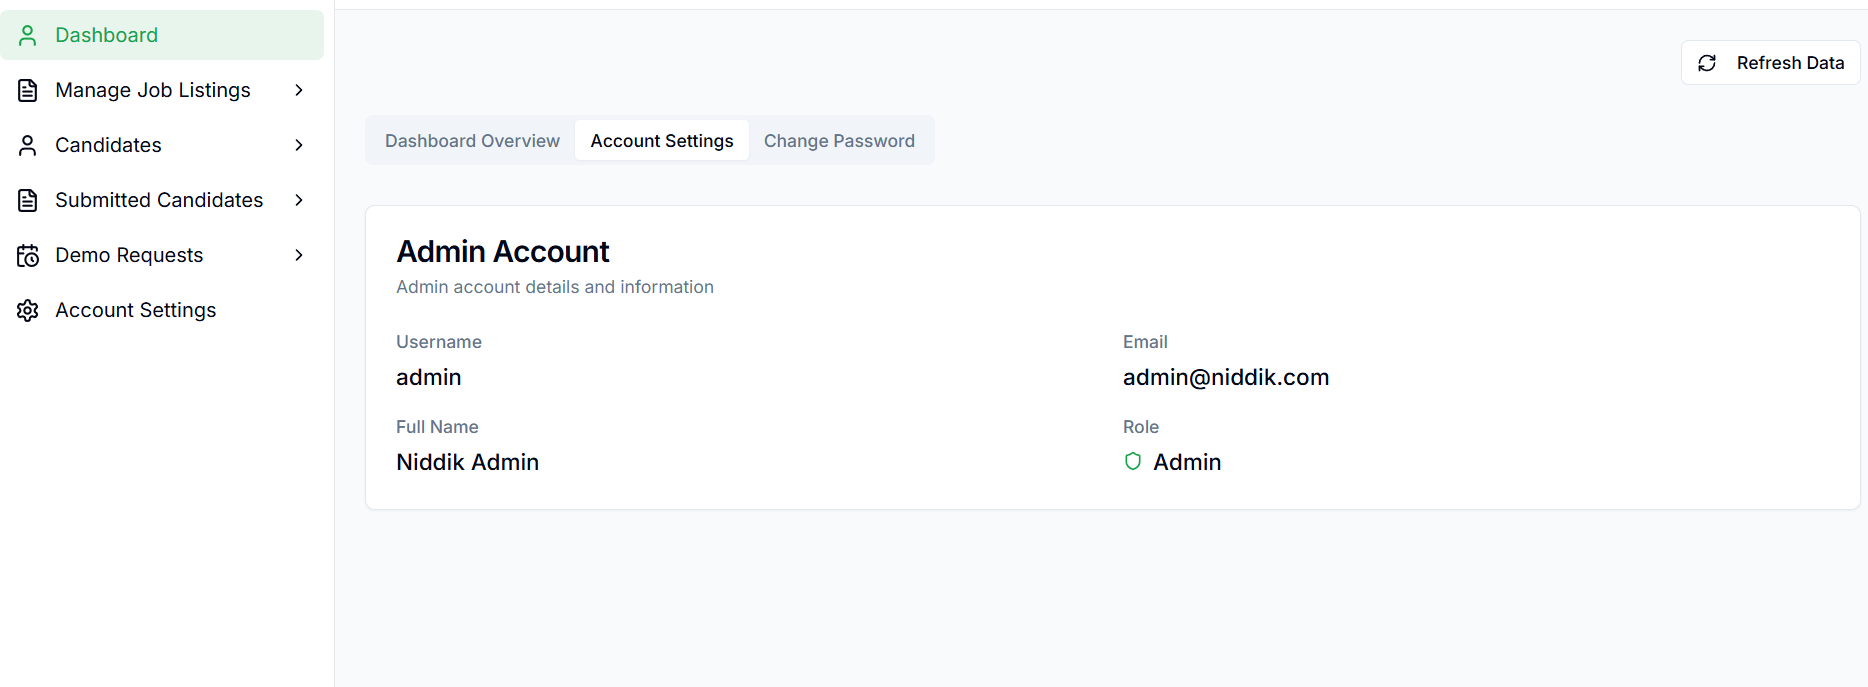 Dashboard
Manage Job Listings
Candidates
Submitted Candidates
Demo Requests
Account Settings
Refresh Data
Dashboard Overview Account Settings Change Password
Admin Account
Admin account details and information
Username
admin
Email
admin@niddik.com
Full Name
Niddik Admin
Role
Admin